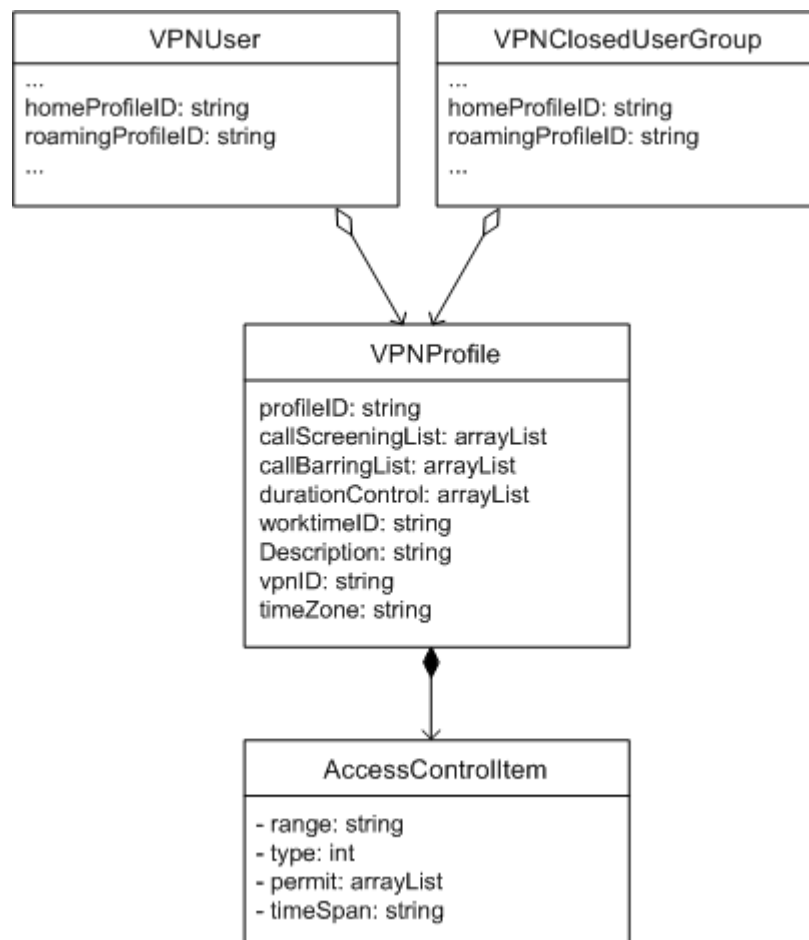 VPNUser
...
homeProfileID: string
roamingProfileID: string
...
VPNClosedUserGroup
...
homeProfileID: string
roamingProfileID: string
...
VPNProfile
profileID: string
callScreeningList: arrayList
callBarringList: arrayList
durationControl: arrayList
worktimeID: string
Description: string
vpnID: string
timeZone: string
AccessControlItem
- range: string
- type: int
- permit: arrayList
- timeSpan: string